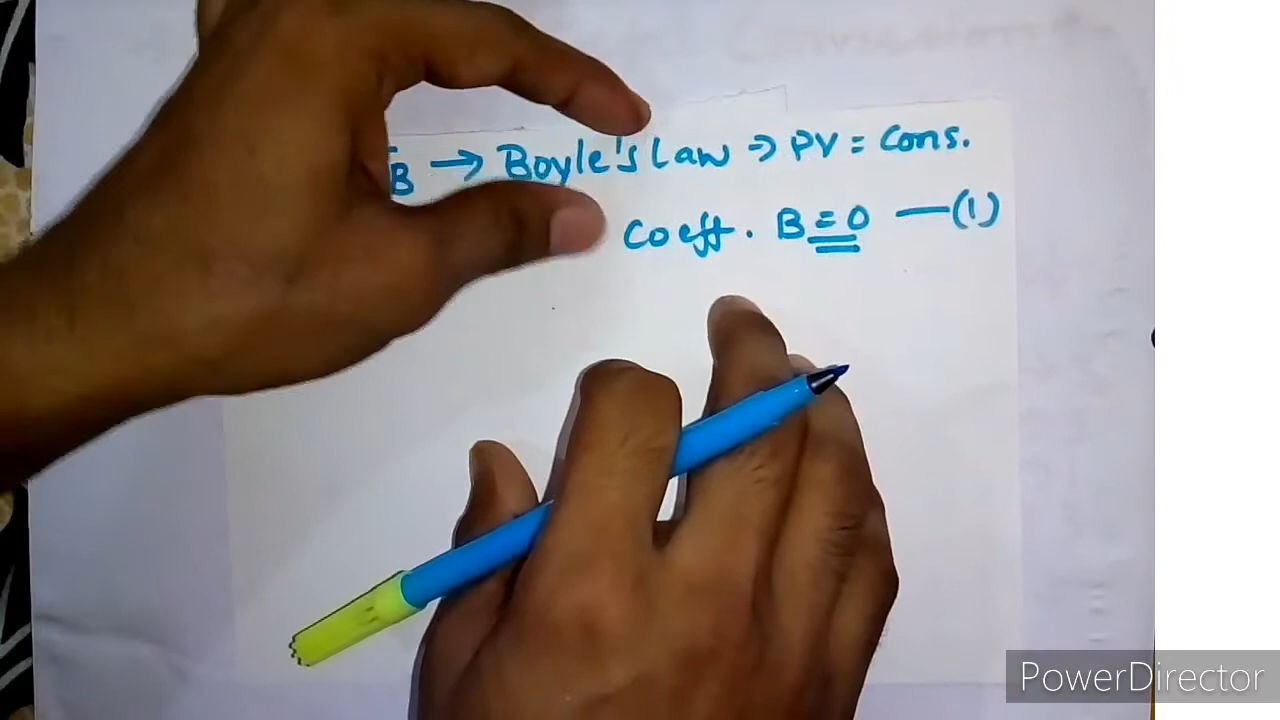 B → Boyle's Law ⇒ PV = Cons.
Coeff. B = 0 —(1)
PowerDirector